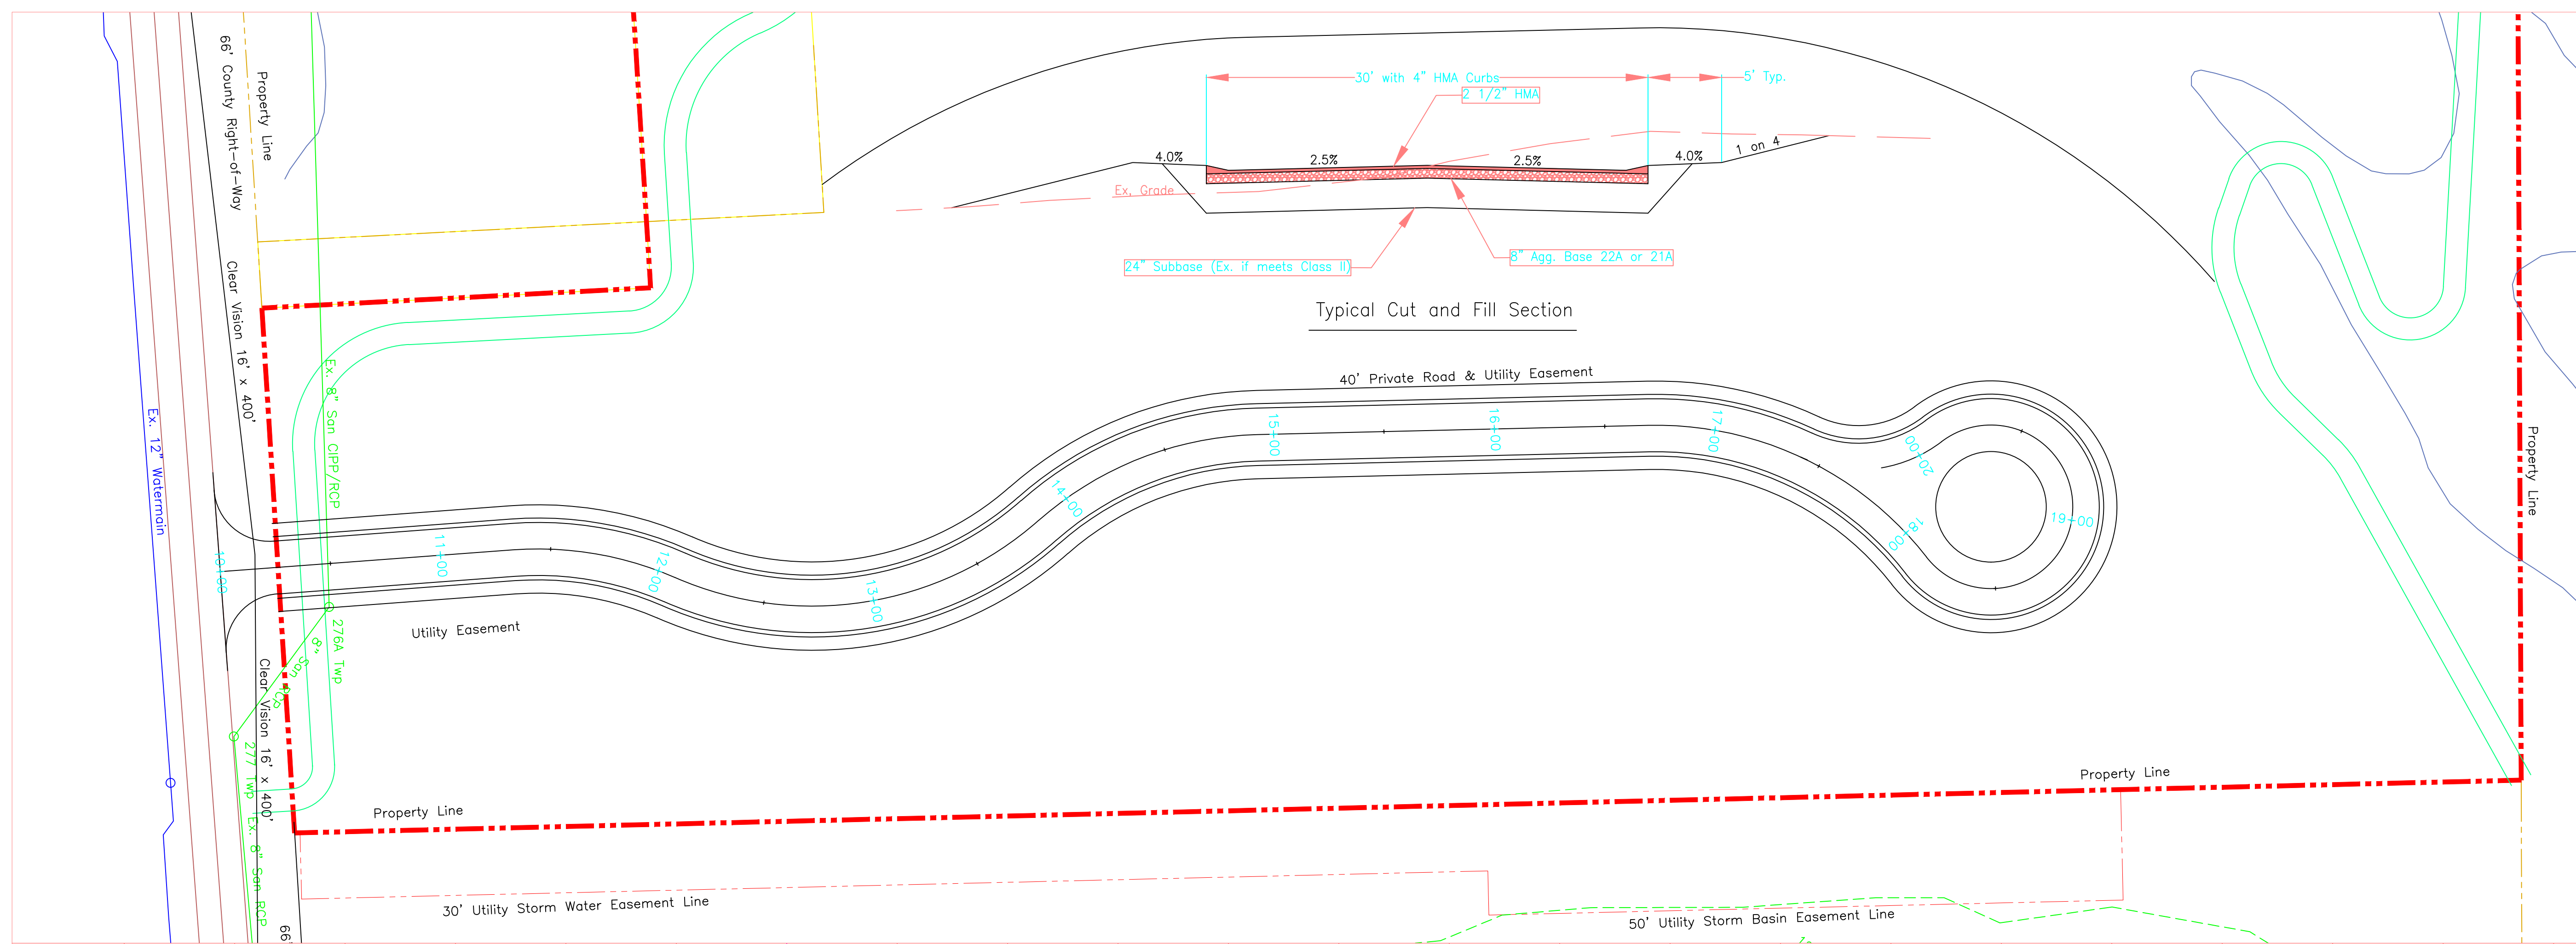 66' County Right-of-Way
Property Line
Clear Vision 16' x 400'
Ex. 8" San CIPP/RCP
Ex. 12" Watermain
30' with 4" HMA Curbs
5' Typ.
2 1/2" HMA
4.0%
2.5%
2.5%
4.0%
1 on 4
Ex, Grade
24" Subbase (Ex. if meets Class II)
8" Agg. Base 22A or 21A
Typical Cut and Fill Section
40' Private Road & Utility Easement
10+00
11+00
12+00
13+00
14+00
15+00
16+00
17+00
18+00
19+00
20+00
Property Line
Utility Easement
276A Twp
8" San RCP
Clear Vision 16' x 400'
277 Twp
Ex. 8" San RCP
Property Line
Property Line
30' Utility Storm Water Easement Line
50' Utility Storm Basin Easement Line
66'